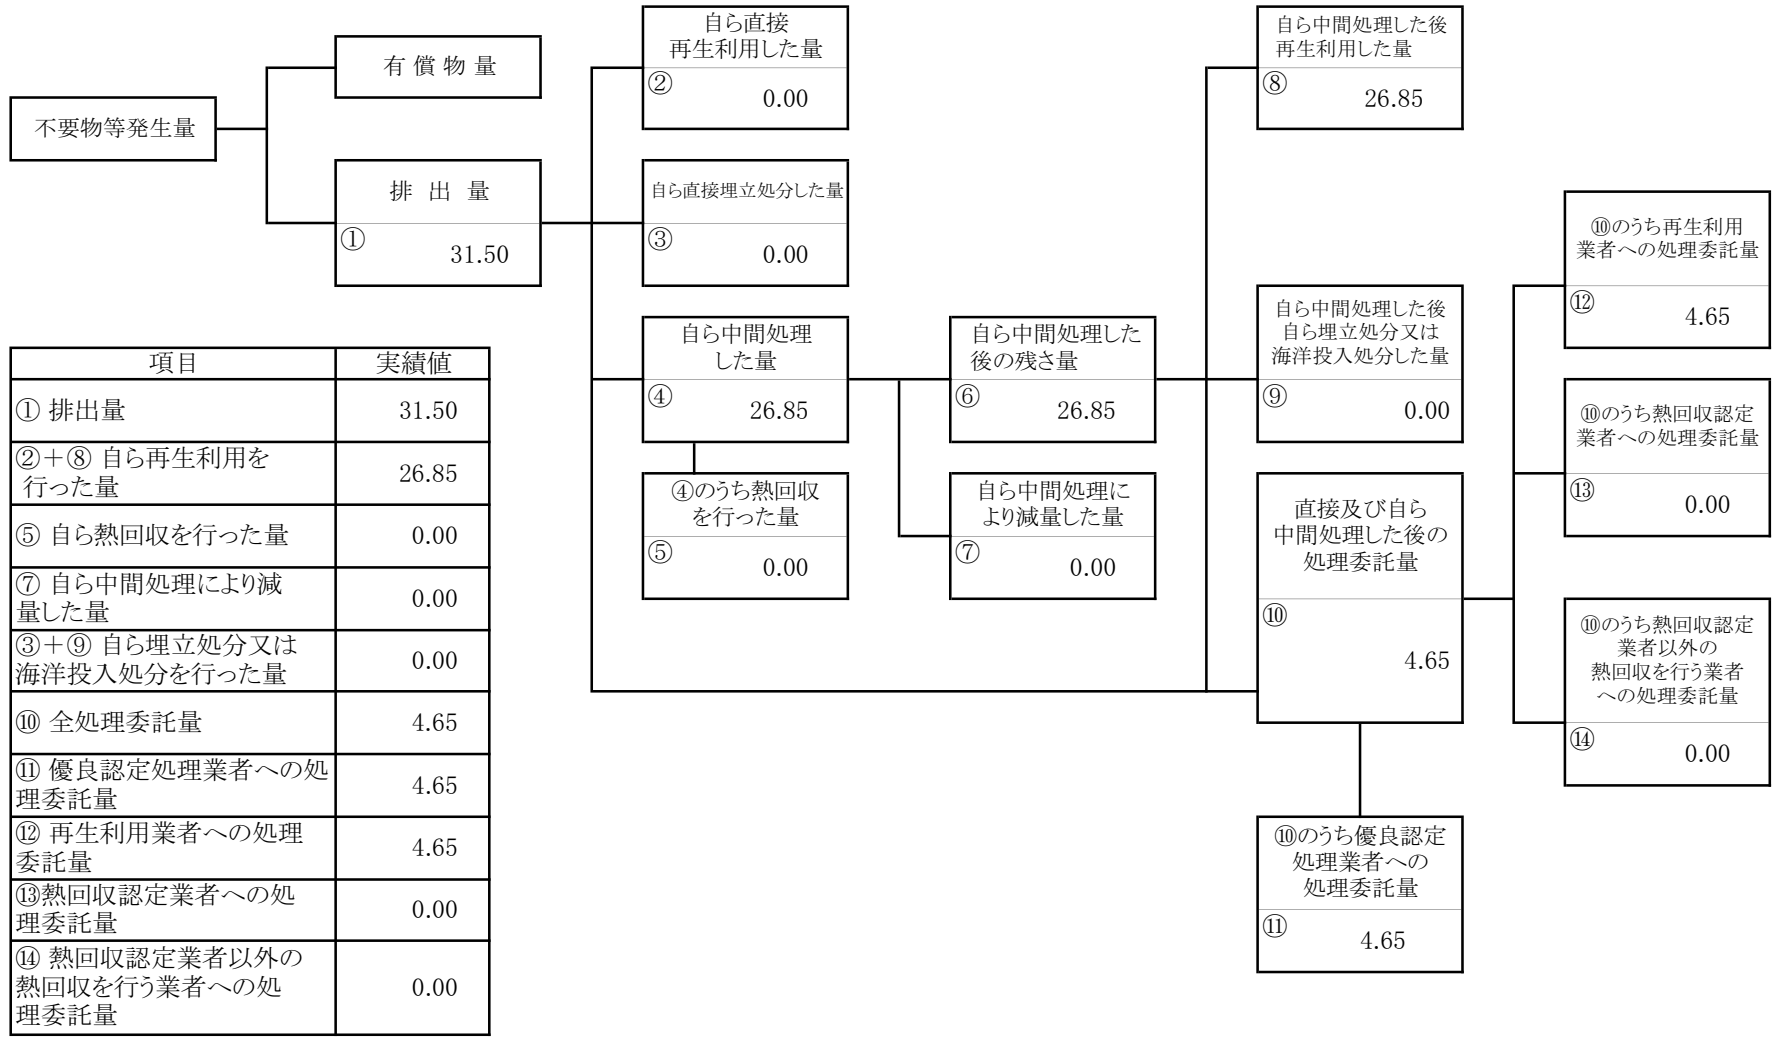 不要物等発生量
有 償 物 量
排 出 量
①
31.50
自ら直接
再生利用した量
②
0.00
自ら直接埋立処分した量
③
0.00
自ら中間処理
した量
④
26.85
④のうち熱回収
を行った量
⑤
0.00
自ら中間処理した
後の残さ量
⑥
26.85
自ら中間処理に
より減量した量
⑦
0.00
自ら中間処理した後
再生利用した量
⑧
26.85
自ら中間処理した後
自ら埋立処分又は
海洋投入処分した量
⑨
0.00
直接及び自ら
中間処理した後の
処理委託量
⑩
4.65
⑩のうち優良認定
処理業者への
処理委託量
⑪
4.65
⑩のうち再生利用
業者への処理委託量
⑫
4.65
⑩のうち熱回収認定
業者への処理委託量
⑬
0.00
⑩のうち熱回収認定
業者以外の
熱回収を行う業者
への処理委託量
⑭
0.00
項目 実績値
① 排出量 31.50
②＋⑧ 自ら再生利用を
行った量 26.85
⑤ 自ら熱回収を行った量 0.00
⑦ 自ら中間処理により減
量した量 0.00
③＋⑨ 自ら埋立処分又は
海洋投入処分を行った量 0.00
⑩ 全処理委託量 4.65
⑪ 優良認定処理業者への処
理委託量 4.65
⑫ 再生利用業者への処理
委託量 4.65
⑬熱回収認定業者への処
理委託量 0.00
⑭ 熱回収認定業者以外の
熱回収を行う業者への処
理委託量 0.00